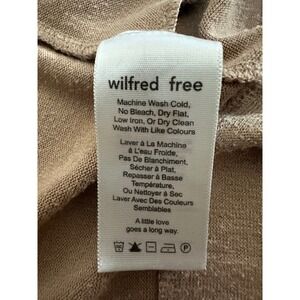 wilfred free
Machine Wash Cold,
No Bleach, Dry Flat,
Low Iron, Or Dry Clean
Wash With Like Colours
Laver à La Machine
à L'eau Froide,
Pas De Blanchiment,
Sécher à Plat,
Repasser à Basse
Température,
Ou Nettoyer à Sec
Laver Avec Des Couleurs
Semblables
A little love
goes a long way.
P